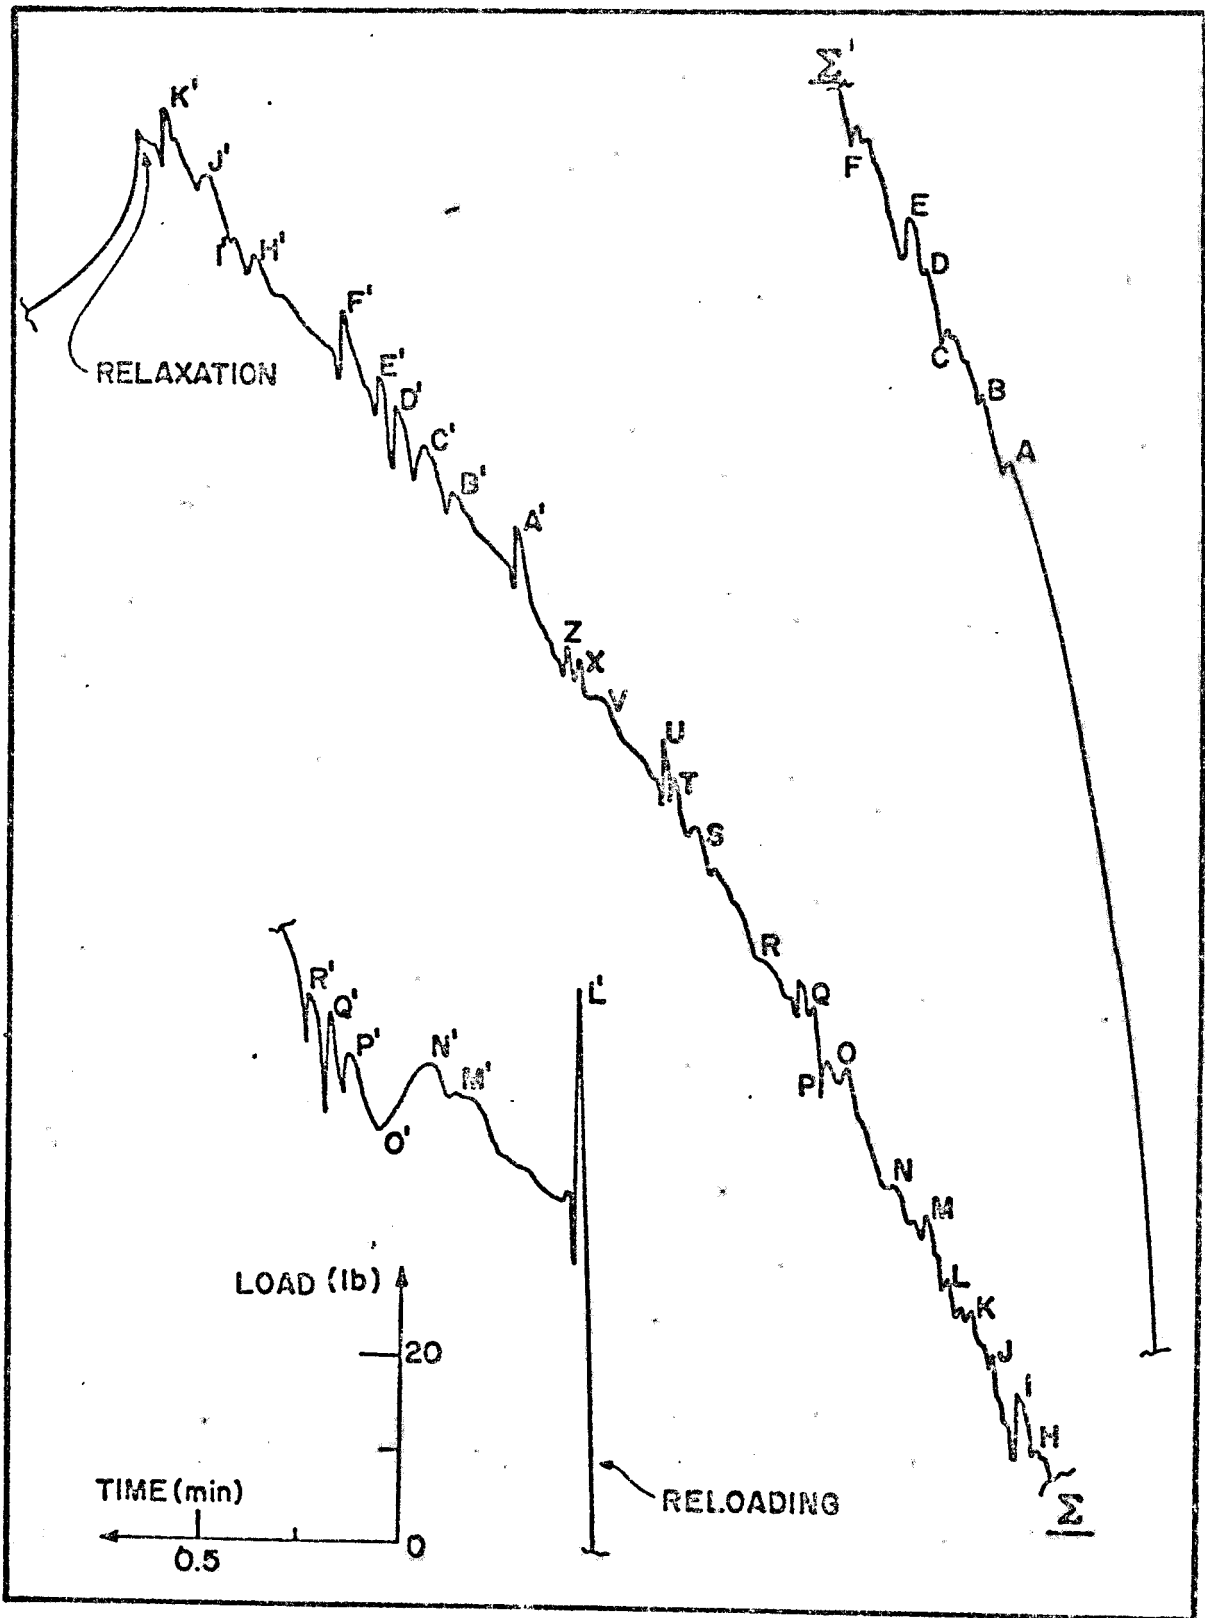 Σ'
K'
F
J'
E
I'
H'
D
F'
C
RELAXATION
E'
B
D'
C'
A
B'
A'
Z
X
V
U
T
S
R
R'
Q
L'
Q'
P'
N'
O
M'
P
O'
N
M
LOAD (lb)
L
K
20
J
I
H
TIME (min)
RELOADING
Σ
0
0.5